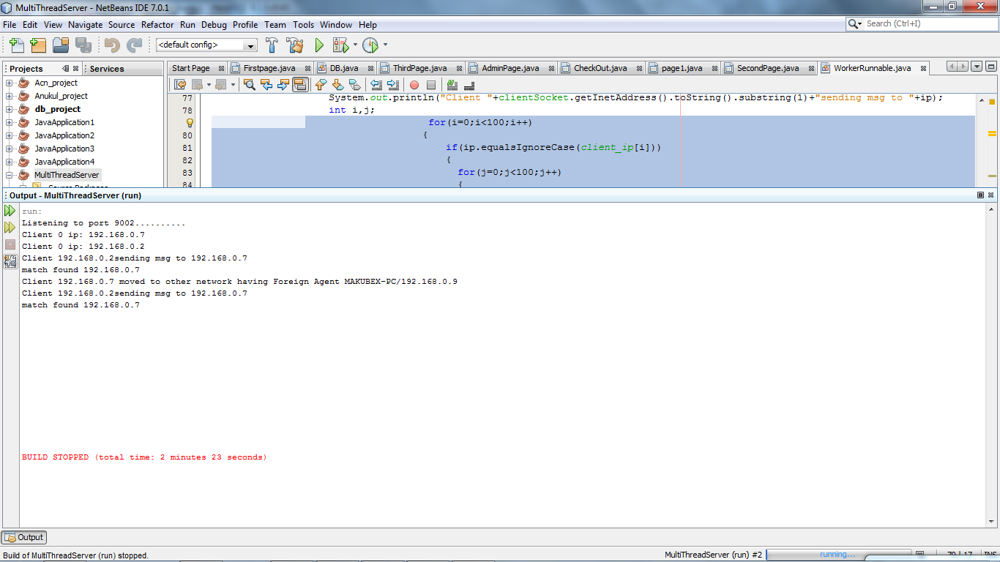 MultiThreadServer - NetBeans IDE 7.0.1
File Edit View Navigate Source Refactor Run Debug Profile Team Tools Window Help
Search (Ctrl+I)
<default config>
Projects
Services
Start Page Firstpage.java DB.java ThirdPage.java AdminPage.java CheckOut.java page1.java SecondPage.java WorkerRunnable.java
Acn_project
Anukul_project
db_project
JavaApplication1
JavaApplication2
JavaApplication3
JavaApplication4
MultiThreadServer
Source Packages
77 System.out.println("Client "+clientSocket.getInetAddress().toString().substring(1)+"sending msg to "+ip);
78 int i,j;
for(i=0;i<100;i++)
80 {
81 if(ip.equalsIgnoreCase(client_ip[i]))
82 {
83 for(j=0;j<100;j++)
84 {
Output - MultiThreadServer (run)
run:
Listening to port 9002..........
Client 0 ip: 192.168.0.7
Client 0 ip: 192.168.0.2
Client 192.168.0.2sending msg to 192.168.0.7
match found 192.168.0.7
Client 192.168.0.7 moved to other network having Foreign Agent MAKUBEX-PC/192.168.0.9
Client 192.168.0.2sending msg to 192.168.0.7
match found 192.168.0.7
BUILD STOPPED (total time: 2 minutes 23 seconds)
Output
Build of MultiThreadServer (run) stopped.
MultiThreadServer (run) #2
running...
79 | 17
INS